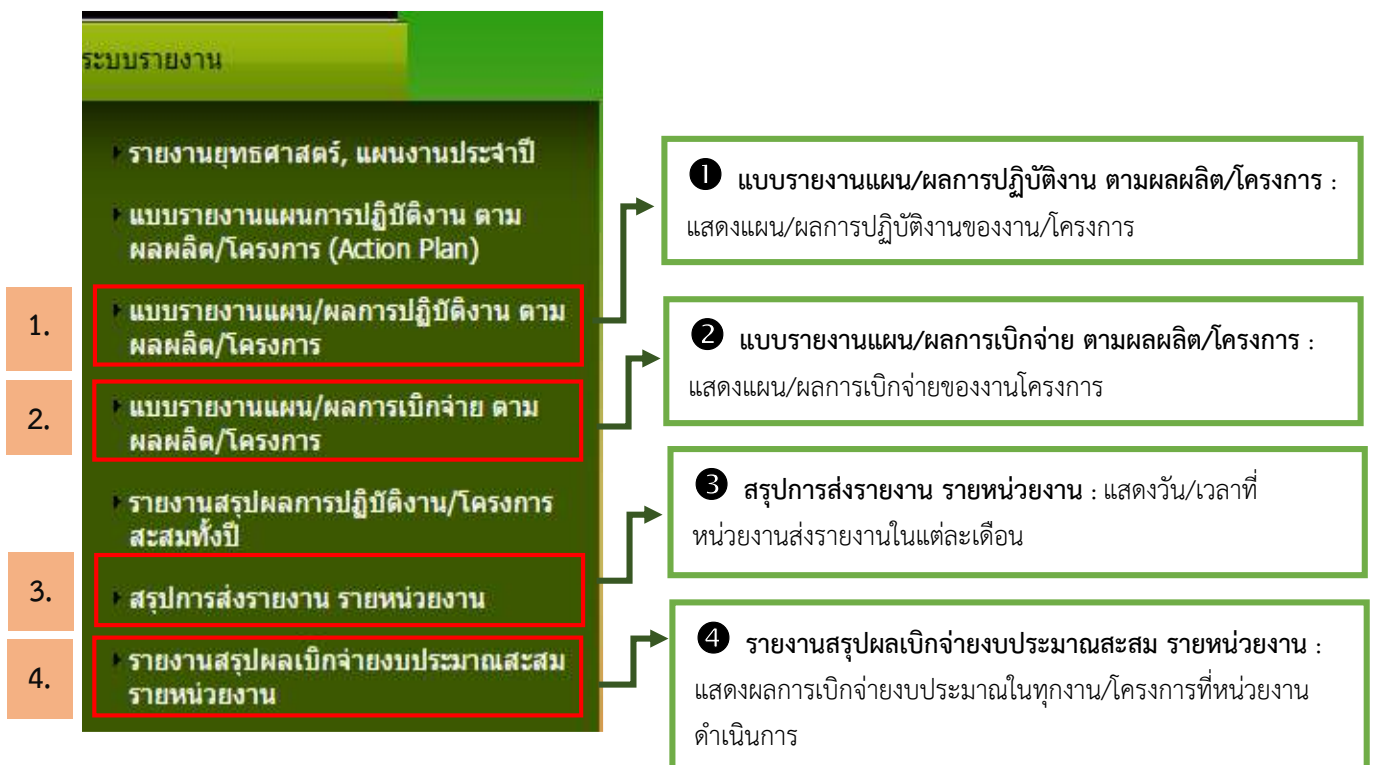 ระบบรายงาน
รายงานยุทธศาสตร์, แผนงานประจำปี
แบบรายงานแผนการปฏิบัติงาน ตาม
ผลผลิต/โครงการ (Action Plan)
1.
แบบรายงานแผน/ผลการปฏิบัติงาน ตาม
ผลผลิต/โครงการ
2.
แบบรายงานแผน/ผลการเบิกจ่าย ตาม
ผลผลิต/โครงการ
รายงานสรุปผลการปฏิบัติงาน/โครงการ
สะสมทั้งปี
3.
สรุปการส่งรายงาน รายหน่วยงาน
4.
รายงานสรุปผลเบิกจ่ายงบประมาณสะสม
รายหน่วยงาน
❶ แบบรายงานแผน/ผลการปฏิบัติงาน ตามผลผลิต/โครงการ :
แสดงแผน/ผลการปฏิบัติงานของงาน/โครงการ
❷ แบบรายงานแผน/ผลการเบิกจ่าย ตามผลผลิต/โครงการ :
แสดงแผน/ผลการเบิกจ่ายของงานโครงการ
❸ สรุปการส่งรายงาน รายหน่วยงาน : แสดงวัน/เวลาที่
หน่วยงานส่งรายงานในแต่ละเดือน
❹ รายงานสรุปผลเบิกจ่ายงบประมาณสะสม รายหน่วยงาน :
แสดงผลการเบิกจ่ายงบประมาณในทุกงาน/โครงการที่หน่วยงาน
ดำเนินการ